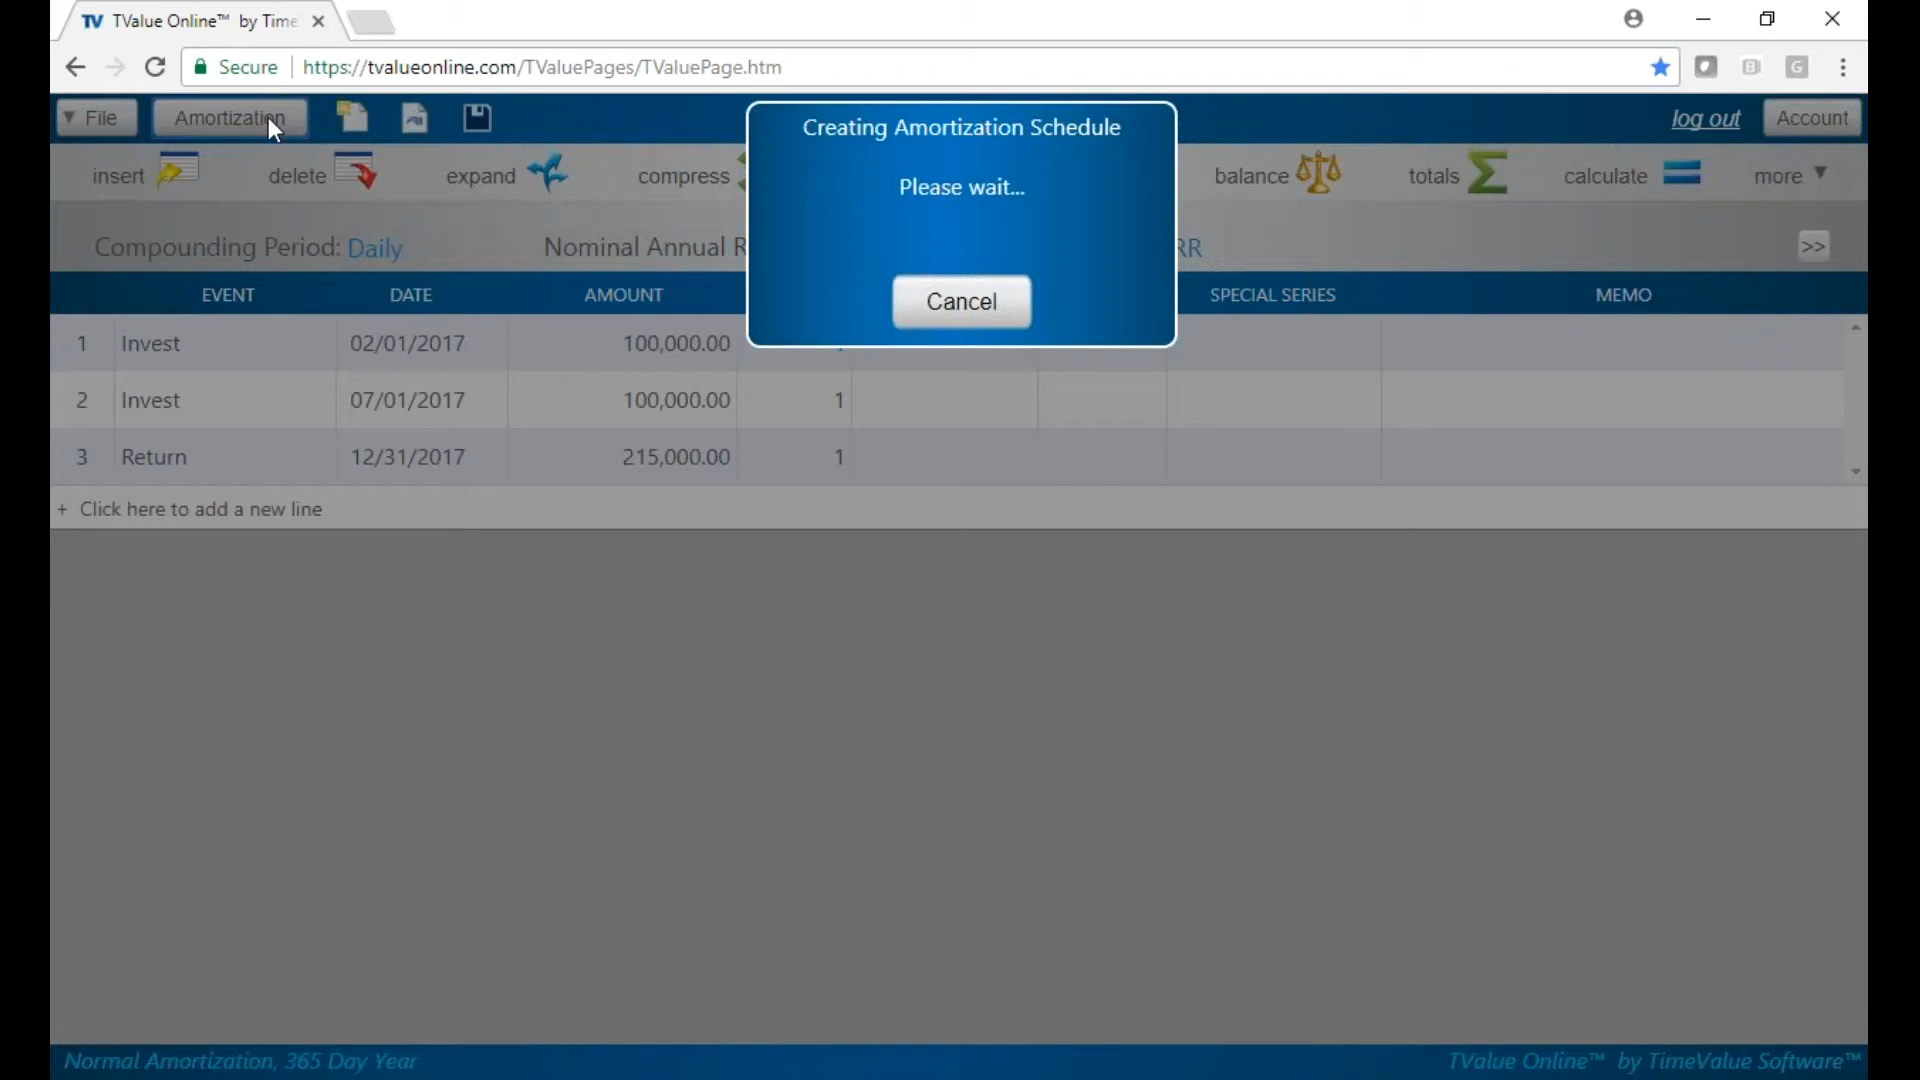 TV TValue Online™ by Time
Secure https://tvalueonline.com/TValuePages/TValuePage.htm
File Amortization log out Account
Creating Amortization Schedule
Please wait...
Cancel
insert delete expand compress balance totals calculate more
Compounding Period: Daily Nominal Annual R RR >>
EVENT DATE AMOUNT SPECIAL SERIES MEMO
1 Invest 02/01/2017 100,000.00
2 Invest 07/01/2017 100,000.00 1
3 Return 12/31/2017 215,000.00 1
+ Click here to add a new line
Normal Amortization, 365 Day Year TValue Online™ by TimeValue Software™